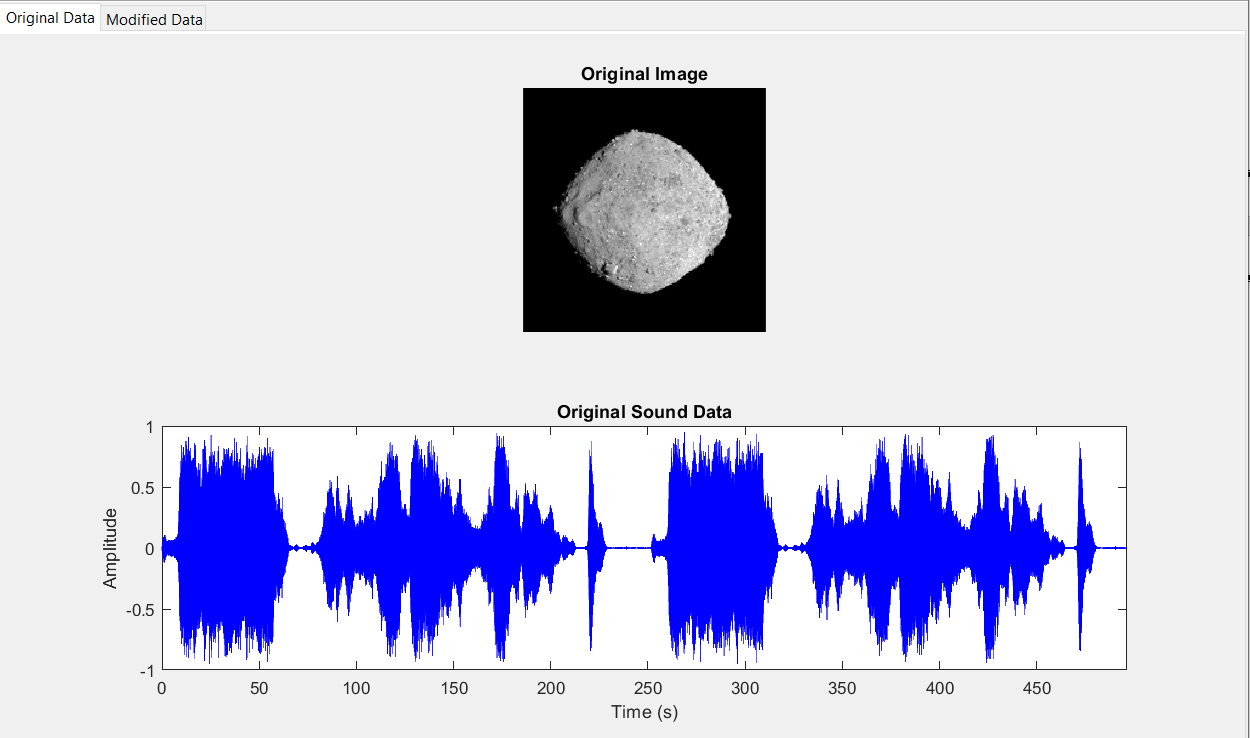 Original Data Modified Data
Original Image
Original Sound Data
1
0.5
0
-0.5
-1
Amplitude
0 50 100 150 200 250 300 350 400 450
Time (s)